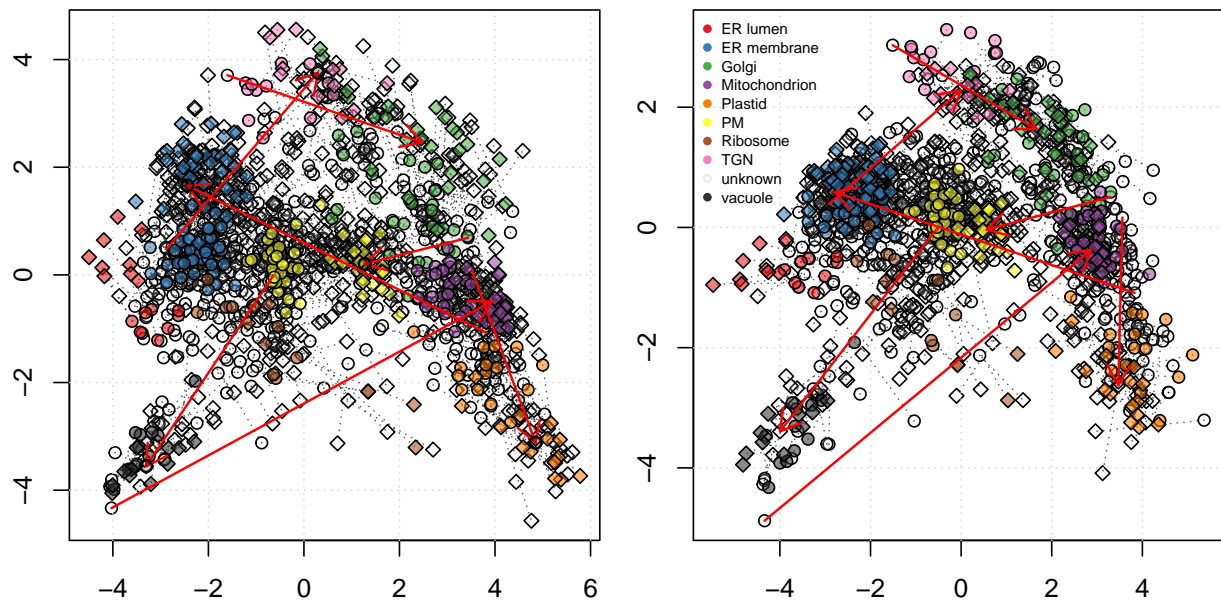 4
2
0
−2
−4
−4 −2 0 2 4 6
ER lumen
ER membrane
Golgi
Mitochondrion
Plastid
PM
Ribosome
TGN
unknown
vacuole
2
0
−2
−4
−4 −2 0 2 4